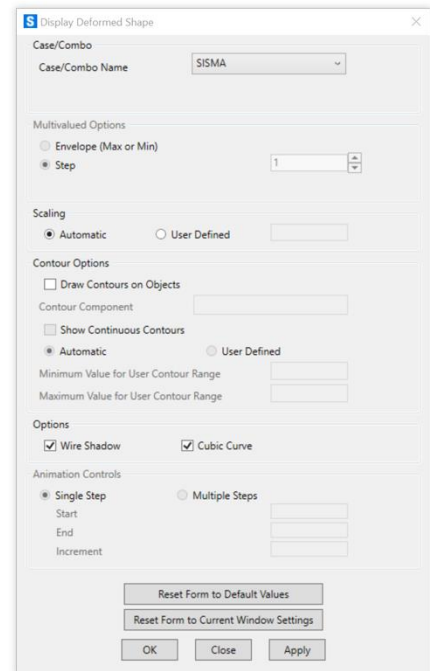 S Display Deformed Shape
Case/Combo
Case/Combo Name SISMA
Multivalued Options
Envelope (Max or Min)
Step 1
Scaling
Automatic User Defined
Contour Options
Draw Contours on Objects
Contour Component
Show Continuous Contours
Automatic User Defined
Minimum Value for User Contour Range
Maximum Value for User Contour Range
Options
Wire Shadow Cubic Curve
Animation Controls
Single Step Multiple Steps
Start
End
Increment
Reset Form to Default Values
Reset Form to Current Window Settings
OK Close Apply